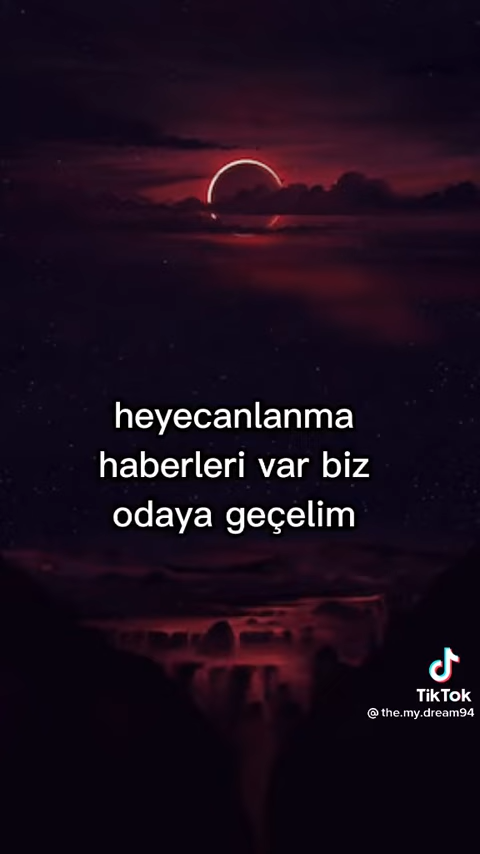 heyecanlanma
haberleri var biz
odaya geçelim
TikTok
@the.my.dream94